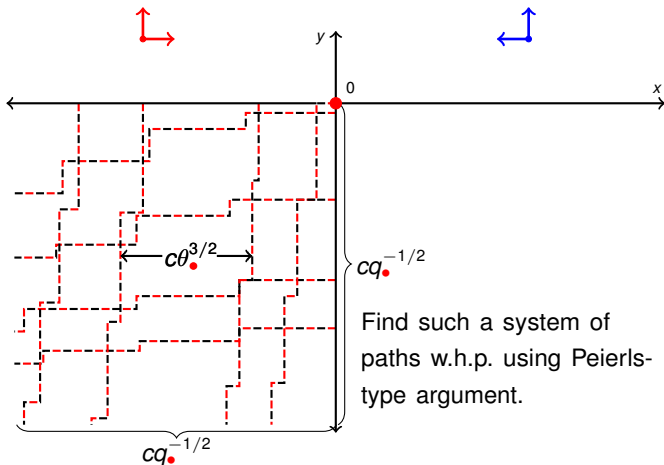 y
0
x
cθ•^{3/2}
cq•^{−1/2}
Find such a system of
paths w.h.p. using Peierls-
type argument.
cq•^{−1/2}